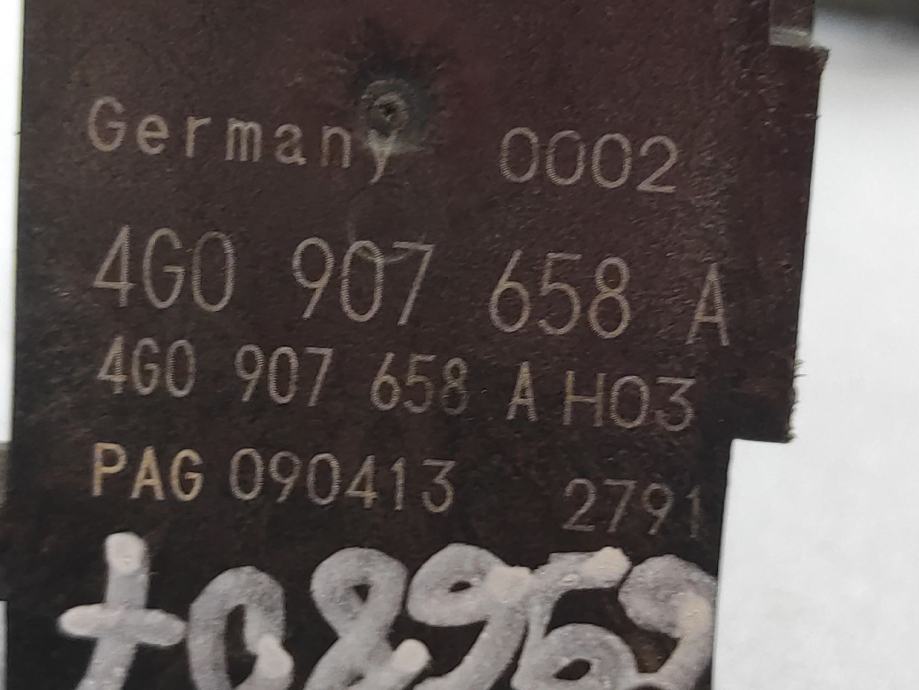 Germany 0002
4G0 907 658 A
4G0 907 658 A H03
PAG 090413 2791